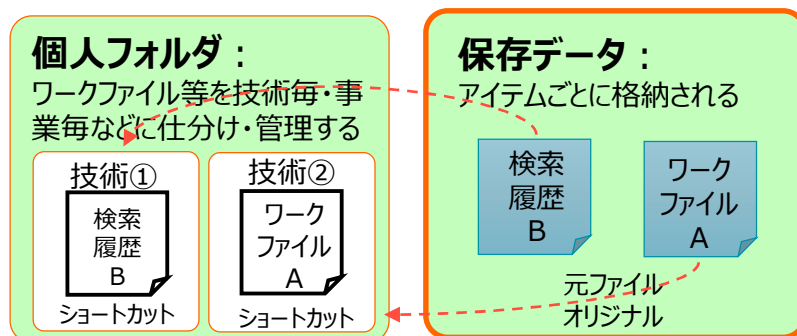 個人フォルダ：
ワークファイル等を技術毎・事
業毎などに仕分け・管理する
技術①
検索
履歴
B
ショートカット
技術②
ワーク
ファイル
A
ショートカット
保存データ：
アイテムごとに格納される
検索
履歴
B
ワーク
ファイル
A
元ファイル
オリジナル